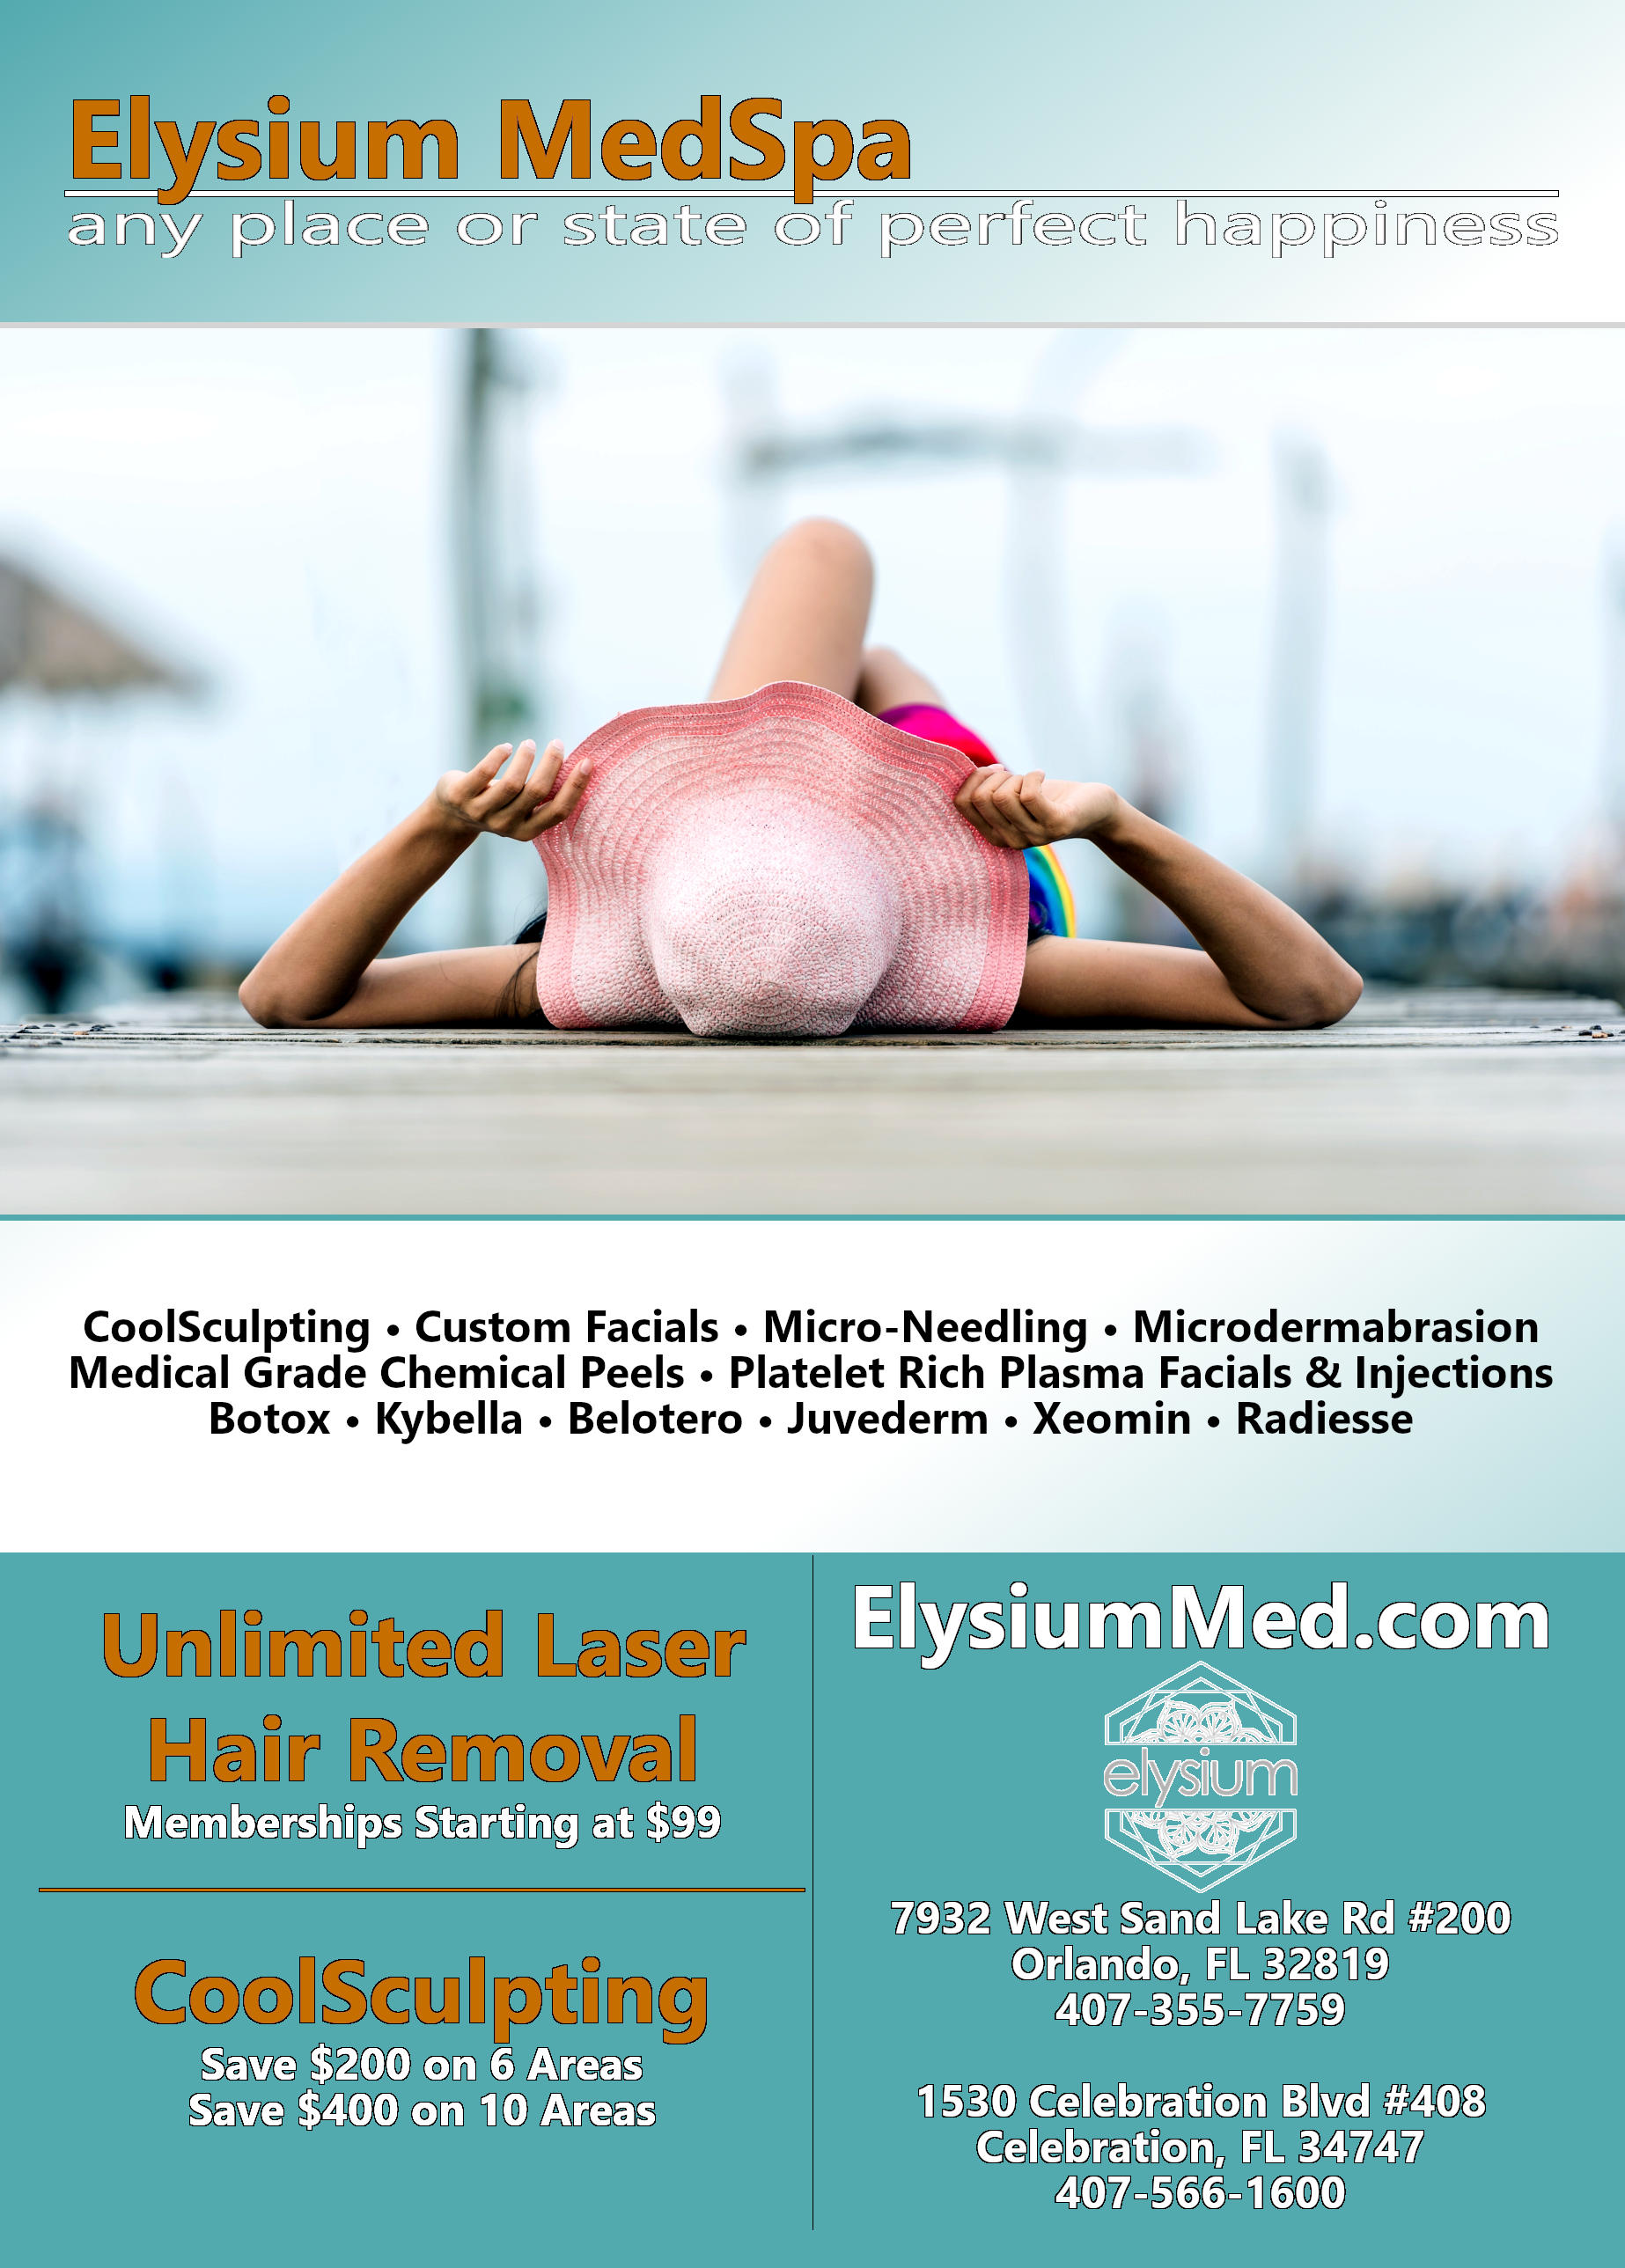 Elysium MedSpa
any place or state of perfect happiness
CoolSculpting • Custom Facials • Micro-Needling • Microdermabrasion
Medical Grade Chemical Peels • Platelet Rich Plasma Facials & Injections
Botox • Kybella • Belotero • Juvederm • Xeomin • Radiesse
Unlimited Laser
Hair Removal
Memberships Starting at $99
CoolSculpting
Save $200 on 6 Areas
Save $400 on 10 Areas
ElysiumMed.com
elysium
7932 West Sand Lake Rd #200
Orlando, FL 32819
407-355-7759
1530 Celebration Blvd #408
Celebration, FL 34747
407-566-1600